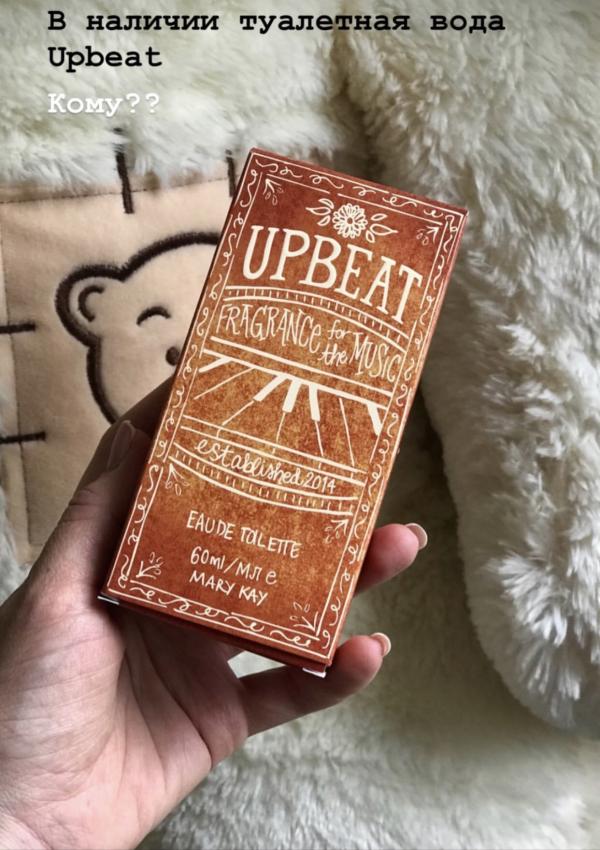 В наличии туалетная вода
Upbeat
Кому??
UPBEAT
FRAGRANCE for
the MUSIC
established 2014
EAU DE TOILETTE
60ml/мл e
MARY KAY